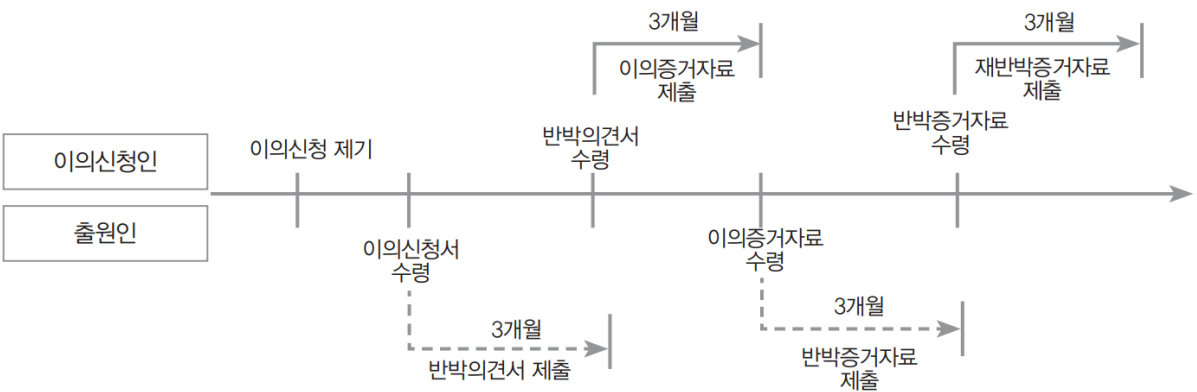 3개월
이의증거자료
제출
3개월
재반박증거자료
제출
이의신청인
이의신청 제기
반박의견서
수령
반박증거자료
수령
출원인
이의신청서
수령
3개월
반박의견서 제출
이의증거자료
수령
3개월
반박증거자료
제출